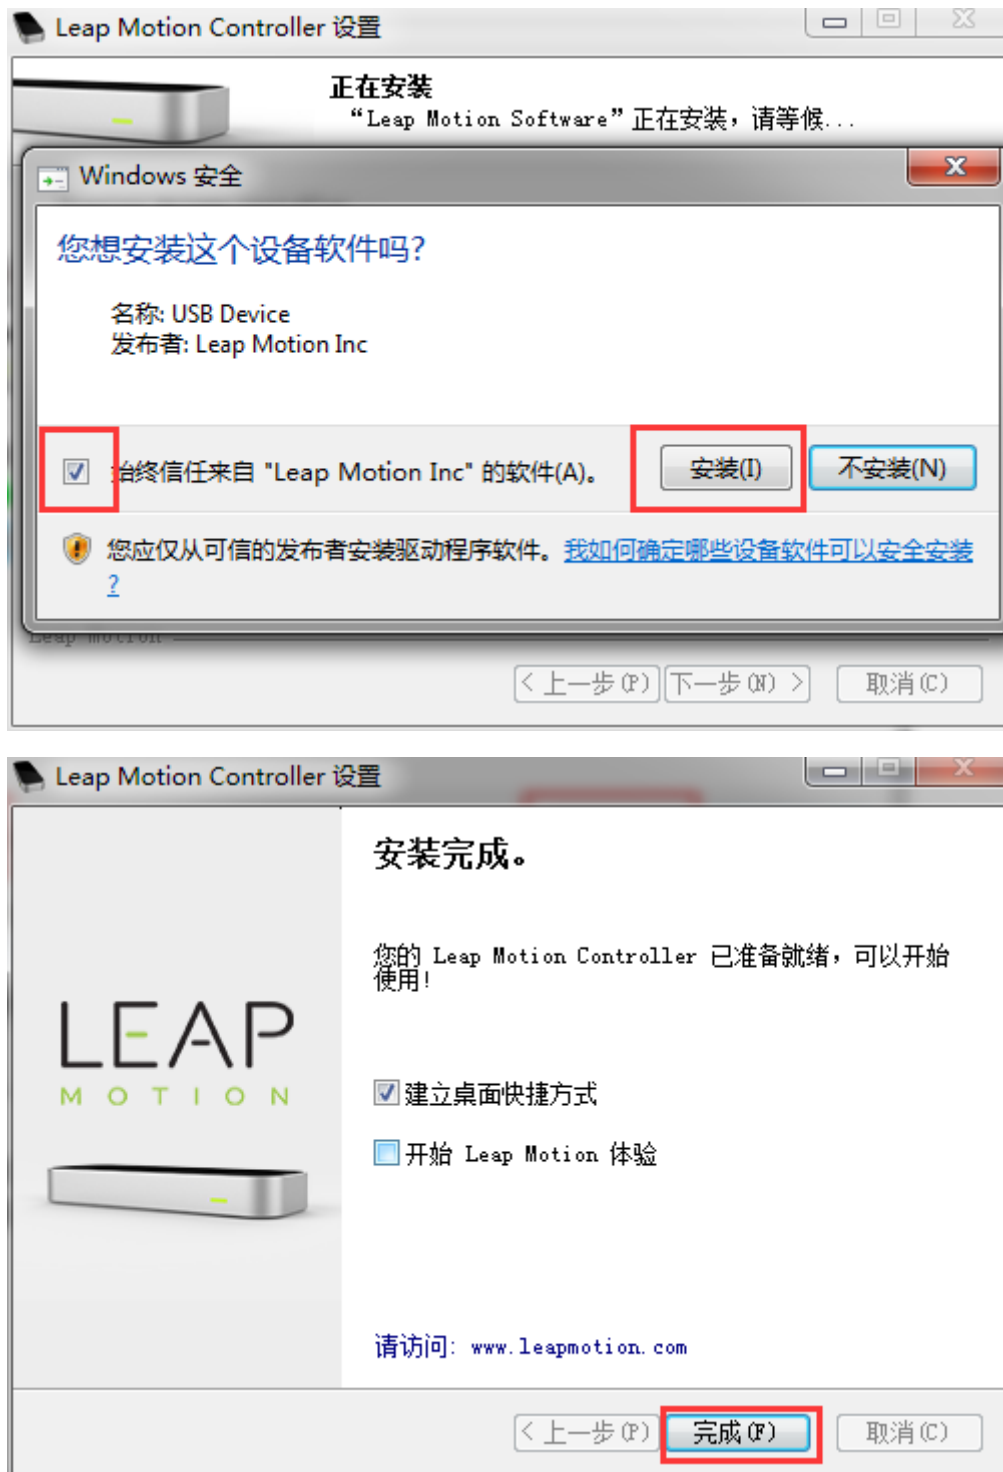 Leap Motion Controller 设置
正在安装
“Leap Motion Software”正在安装，请等候...
Windows 安全
您想安装这个设备软件吗?
名称: USB Device
发布者: Leap Motion Inc
始终信任来自 "Leap Motion Inc" 的软件(A)。
安装(I)
不安装(N)
您应仅从可信的发布者安装驱动程序软件。我如何确定哪些设备软件可以安全安装
?
Leap Motion
< 上一步(P)
下一步(N) >
取消(C)
Leap Motion Controller 设置
安装完成。
您的 Leap Motion Controller 已准备就绪，可以开始
使用!
LEAP
MOTION
建立桌面快捷方式
开始 Leap Motion 体验
请访问: www.leapmotion.com
< 上一步(P)
完成(F)
取消(C)